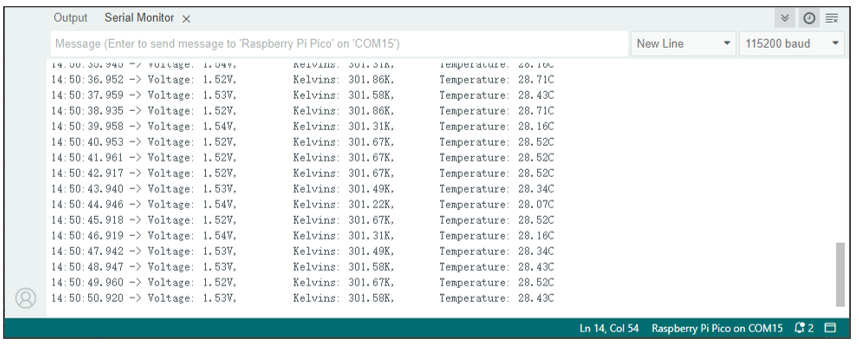 Output Serial Monitor ×
Message (Enter to send message to 'Raspberry Pi Pico' on 'COM15') New Line 115200 baud
14:50:35.940 -> Voltage: 1.54V, Kelvins: 301.31K, Temperature: 28.16C
14:50:36.952 -> Voltage: 1.52V, Kelvins: 301.86K, Temperature: 28.71C
14:50:37.959 -> Voltage: 1.53V, Kelvins: 301.58K, Temperature: 28.43C
14:50:38.935 -> Voltage: 1.52V, Kelvins: 301.86K, Temperature: 28.71C
14:50:39.958 -> Voltage: 1.54V, Kelvins: 301.31K, Temperature: 28.16C
14:50:40.953 -> Voltage: 1.52V, Kelvins: 301.67K, Temperature: 28.52C
14:50:41.961 -> Voltage: 1.52V, Kelvins: 301.67K, Temperature: 28.52C
14:50:42.917 -> Voltage: 1.52V, Kelvins: 301.67K, Temperature: 28.52C
14:50:43.940 -> Voltage: 1.53V, Kelvins: 301.49K, Temperature: 28.34C
14:50:44.946 -> Voltage: 1.54V, Kelvins: 301.22K, Temperature: 28.07C
14:50:45.918 -> Voltage: 1.52V, Kelvins: 301.67K, Temperature: 28.52C
14:50:46.919 -> Voltage: 1.54V, Kelvins: 301.31K, Temperature: 28.16C
14:50:47.942 -> Voltage: 1.53V, Kelvins: 301.49K, Temperature: 28.34C
14:50:48.947 -> Voltage: 1.53V, Kelvins: 301.58K, Temperature: 28.43C
14:50:49.960 -> Voltage: 1.52V, Kelvins: 301.67K, Temperature: 28.52C
14:50:50.920 -> Voltage: 1.53V, Kelvins: 301.58K, Temperature: 28.43C
Ln 14, Col 54 Raspberry Pi Pico on COM15 2